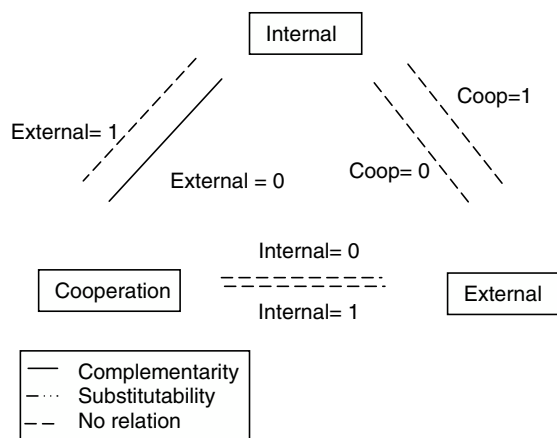 Internal
Coop=1
External= 1
External = 0
Coop= 0
Internal= 0
Cooperation
External
Internal= 1
Complementarity
Substitutability
No relation